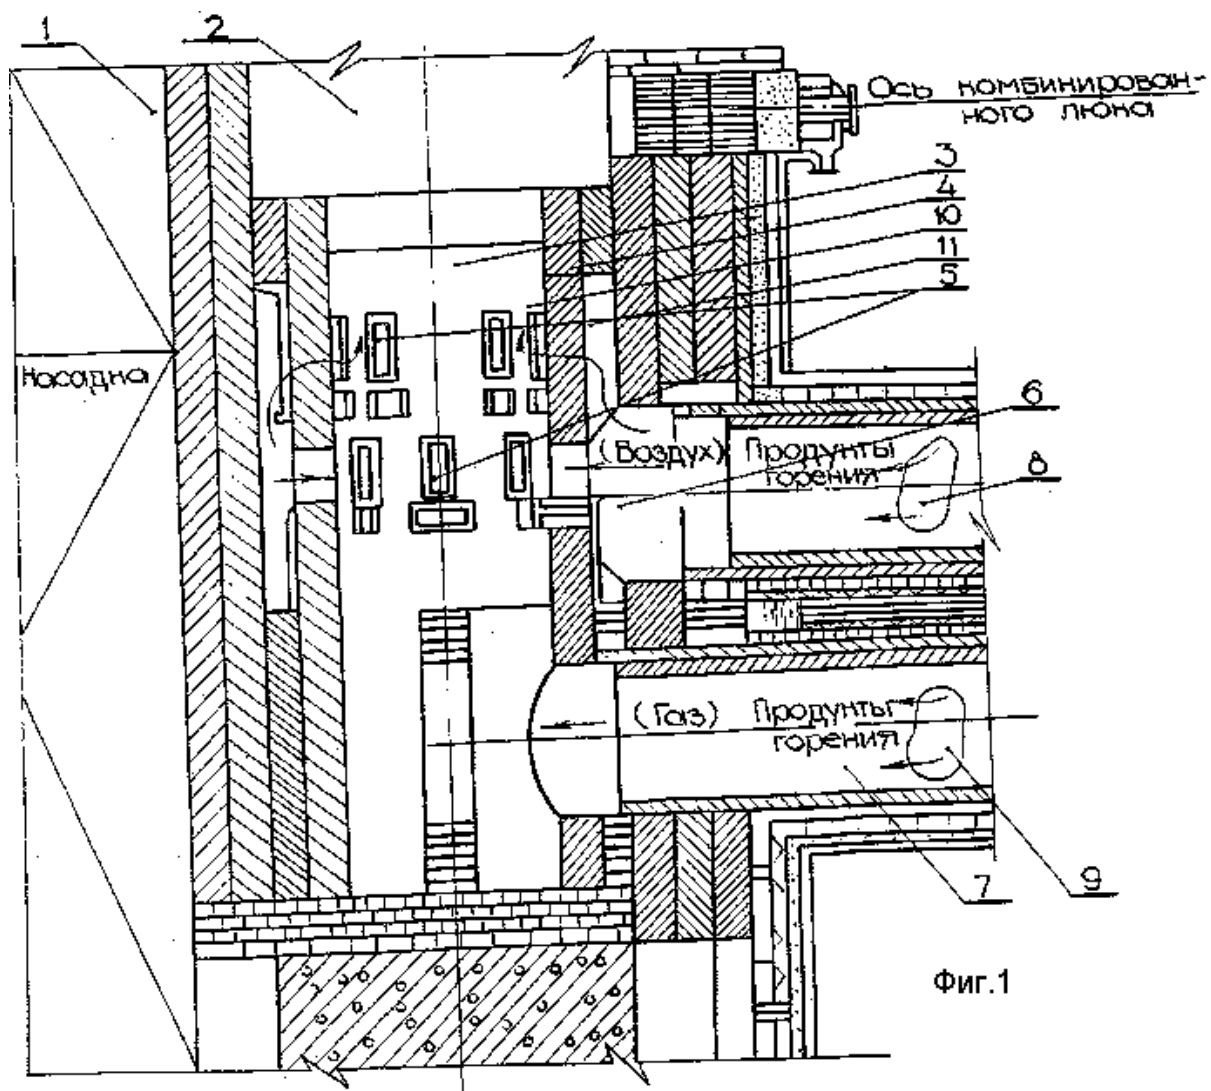 1
2
Ось комбинирован-
ного люка
3
4
10
11
5
Насадка
6
(Воздух) Продукты
горения
8
(Газ) Продукты
горения
7
9
Фиг.1